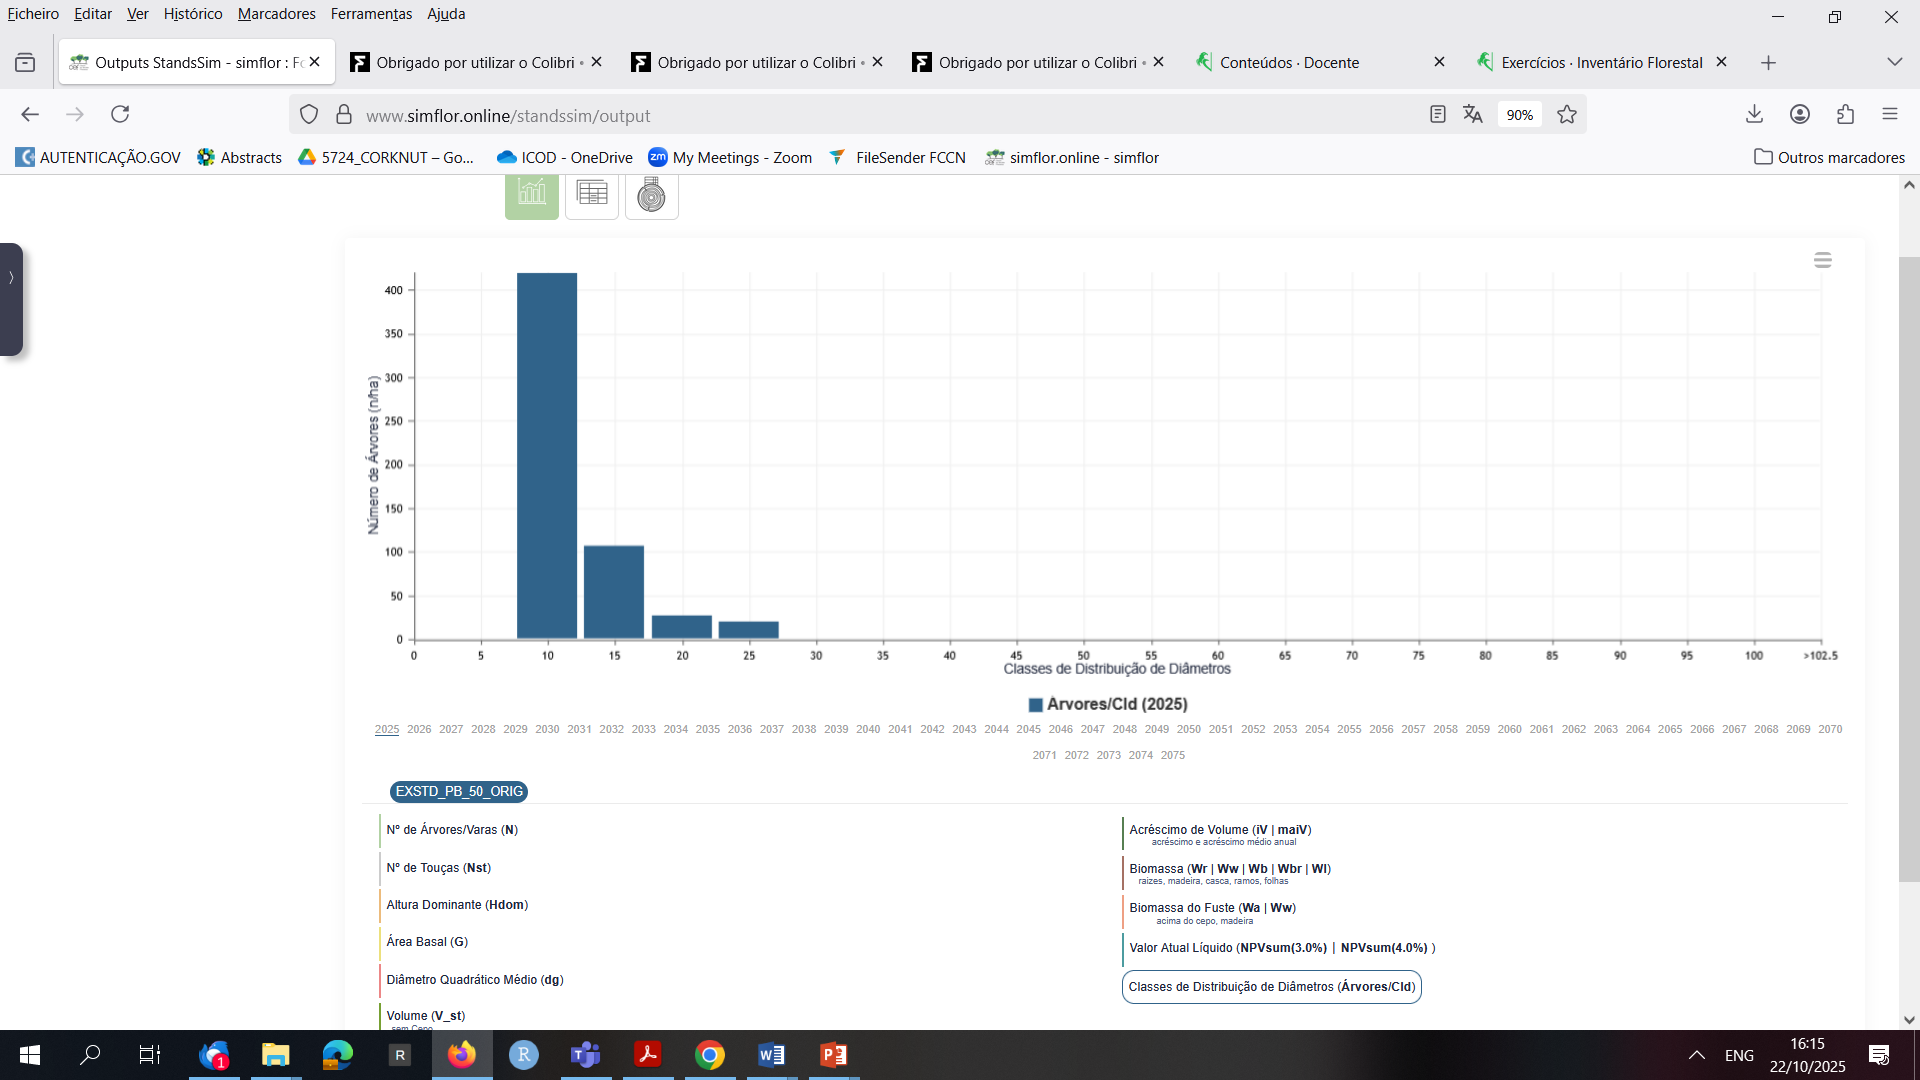 Ficheiro Editar Ver Histórico Marcadores Ferramentas Ajuda
Outputs StandsSim - simflor : Fo
Obrigado por utilizar o Colibri •
Obrigado por utilizar o Colibri •
Obrigado por utilizar o Colibri •
Conteúdos · Docente
Exercícios · Inventário Florestal
www.simflor.online/standssim/output
90%
AUTENTICAÇÃO.GOV
Abstracts
5724_CORKNUT – Go...
ICOD - OneDrive
zm My Meetings - Zoom
FileSender FCCN
simflor.online - simflor
Outros marcadores
Número de Árvores (n/ha)
400
350
300
250
200
150
100
50
0
0 5 10 15 20 25 30 35 40 45 50 55 60 65 70 75 80 85 90 95 100 >102.5
Classes de Distribuição de Diâmetros
Árvores/Cld (2025)
2025 2026 2027 2028 2029 2030 2031 2032 2033 2034 2035 2036 2037 2038 2039 2040 2041 2042 2043 2044 2045 2046 2047 2048 2049 2050 2051 2052 2053 2054 2055 2056 2057 2058 2059 2060 2061 2062 2063 2064 2065 2066 2067 2068 2069 2070
2071 2072 2073 2074 2075
EXSTD_PB_50_ORIG
Nº de Árvores/Varas (N)
Nº de Touças (Nst)
Altura Dominante (Hdom)
Área Basal (G)
Diâmetro Quadrático Médio (dg)
Volume (V_st)
sem Cepo
Acréscimo de Volume (iV | maiV)
acréscimo e acréscimo médio anual
Biomassa (Wr | Ww | Wb | Wbr | Wl)
raizes, madeira, casca, ramos, folhas
Biomassa do Fuste (Wa | Ww)
acima do cepo, madeira
Valor Atual Líquido (NPVsum(3.0%) | NPVsum(4.0%) )
Classes de Distribuição de Diâmetros (Árvores/Cld)
1
R
R
ENG
16:15
22/10/2025